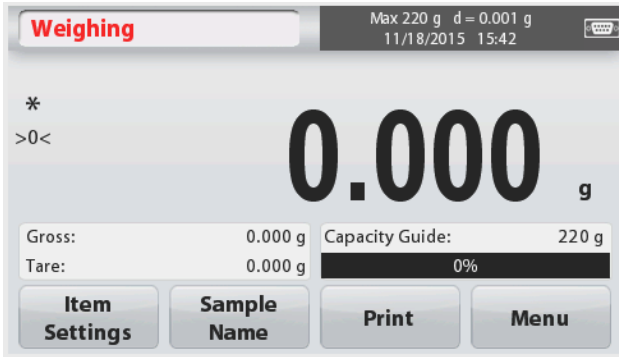 Weighing
Max 220 g d = 0.001 g
11/18/2015 15:42
*
>0<
0.000 g
Gross: 0.000 g
Tare: 0.000 g
Capacity Guide: 220 g
0%
Item Settings
Sample Name
Print
Menu